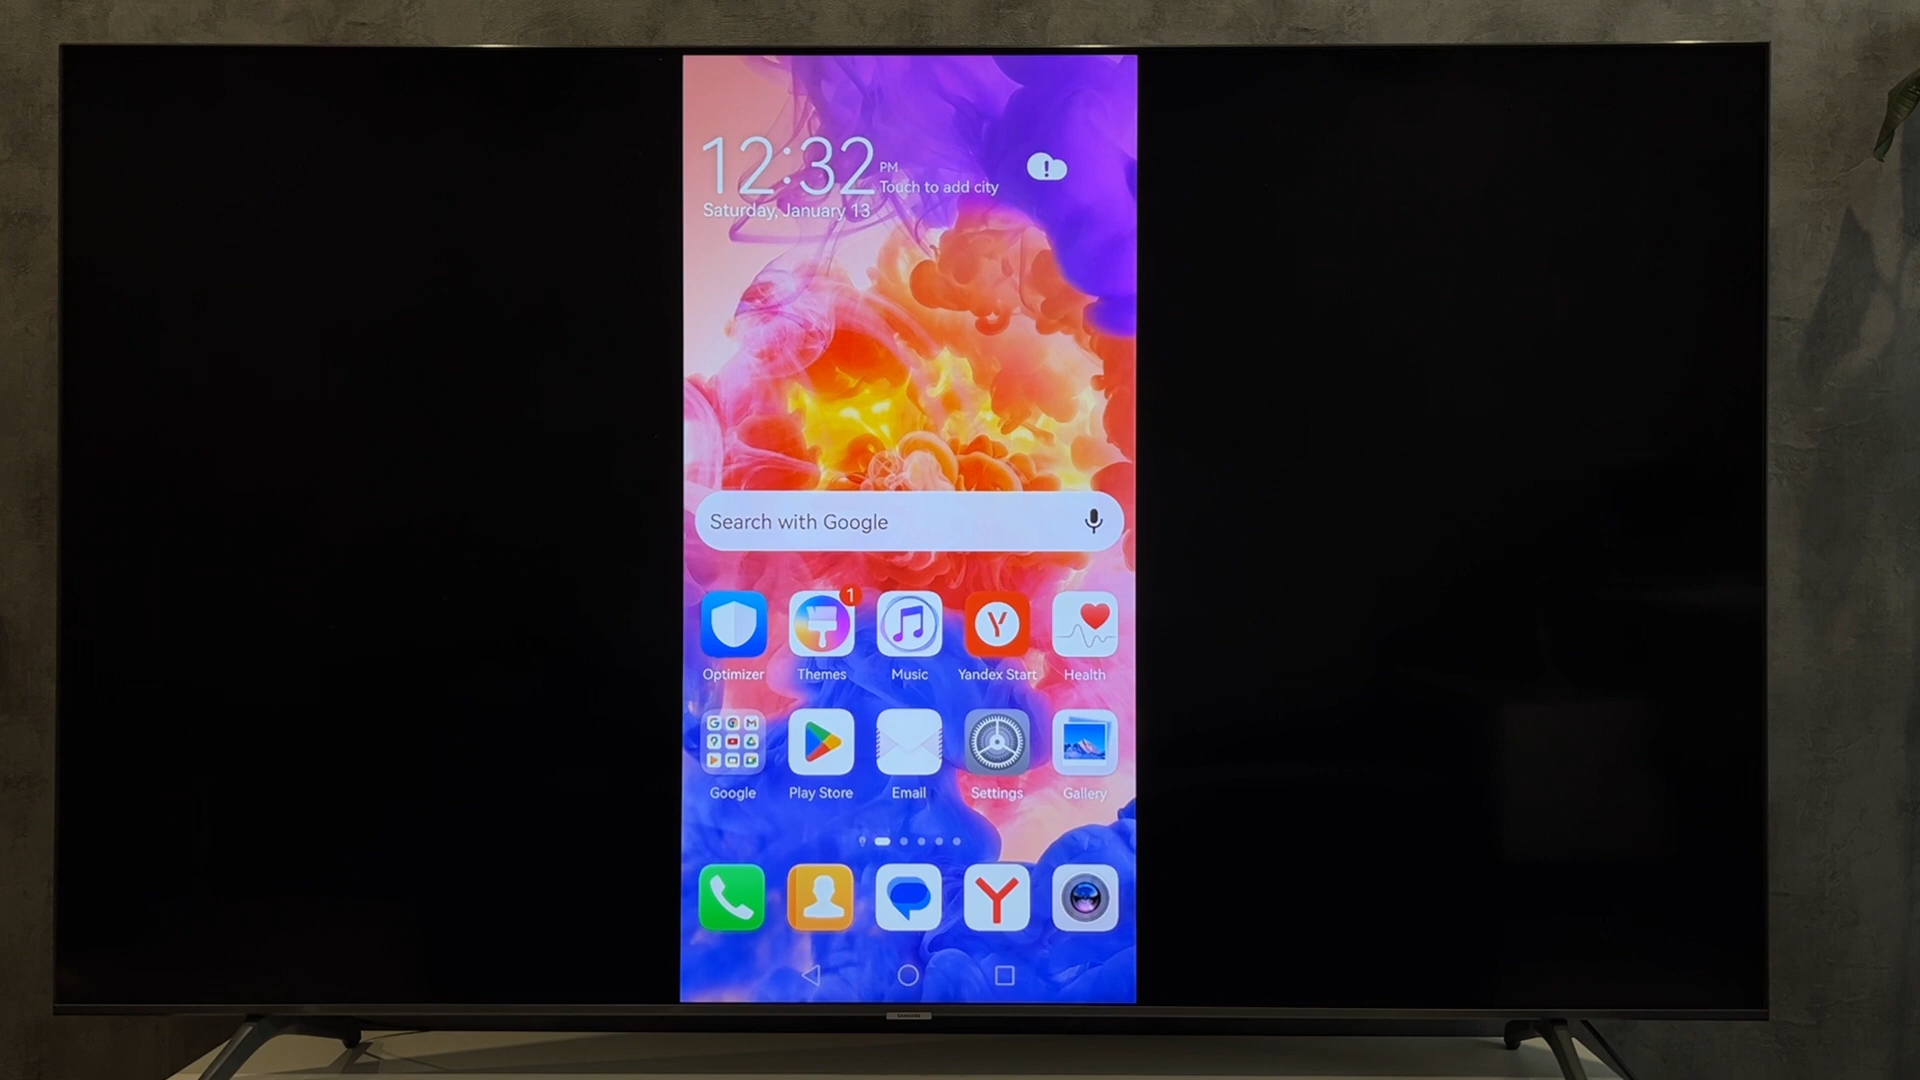 12:32 PM
Touch to add city
Saturday, January 13
Search with Google
1
Optimizer Themes Music Yandex Start Health
Google Play Store Email Settings Gallery
SAMSUNG